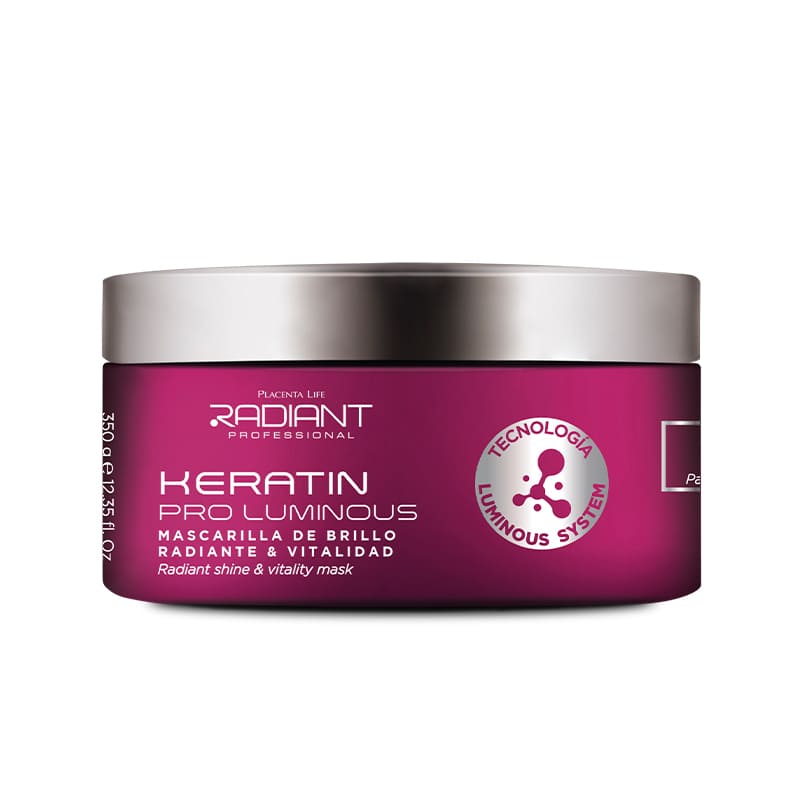 PLACENTA LIFE
RADIANT
PROFESSIONAL
KERATIN
PRO LUMINOUS
MASCARILLA DE BRILLO
RADIANTE & VITALIDAD
Radiant shine & vitality mask
TECNOLOGÍA
LUMINOUS SYSTEM
350 g e 12.35 fl. Oz